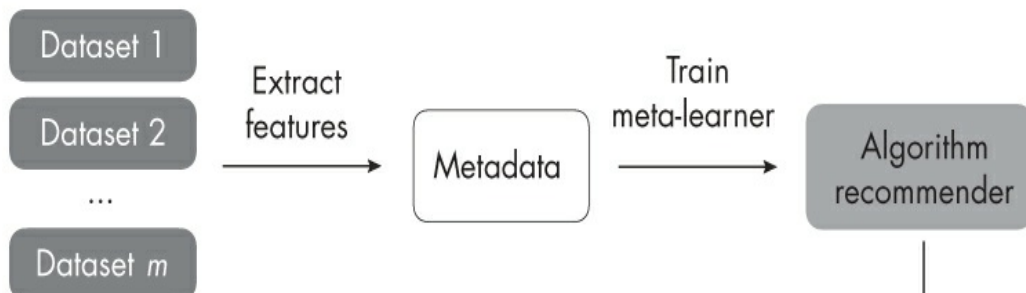 Dataset 1
Dataset 2
...
Dataset m
Extract
features
Metadata
Train
meta-learner
Algorithm
recommender